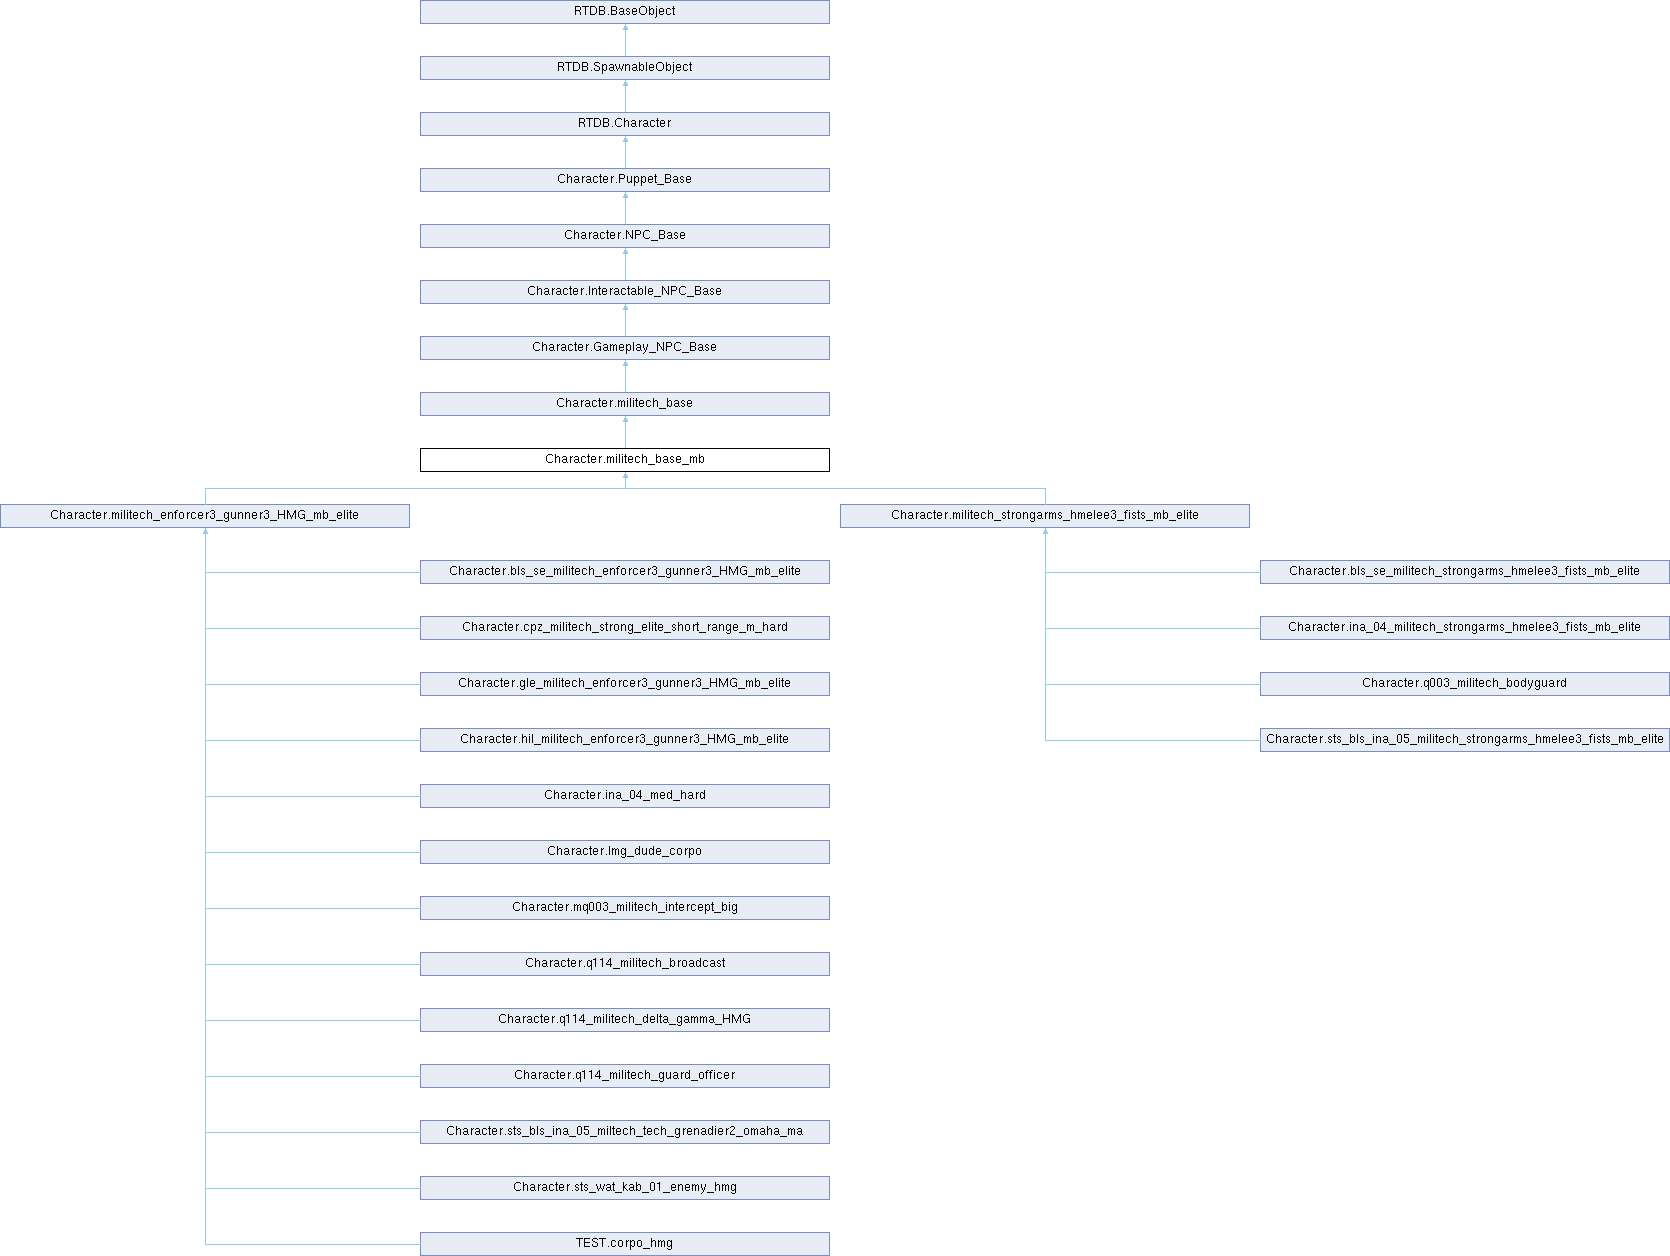 RTDB.BaseObject
RTDB.SpawnableObject
RTDB.Character
Character.Puppet_Base
Character.NPC_Base
Character.Interactable_NPC_Base
Character.Gameplay_NPC_Base
Character.militech_base
Character.militech_base_mb
Character.militech_enforcer3_gunner3_HMG_mb_elite
Character.militech_strongarms_hmelee3_fists_mb_elite
Character.bls_se_militech_enforcer3_gunner3_HMG_mb_elite
Character.bls_se_militech_strongarms_hmelee3_fists_mb_elite
Character.cpz_militech_strong_elite_short_range_m_hard
Character.ina_04_militech_strongarms_hmelee3_fists_mb_elite
Character.gle_militech_enforcer3_gunner3_HMG_mb_elite
Character.q003_militech_bodyguard
Character.hil_militech_enforcer3_gunner3_HMG_mb_elite
Character.sts_bls_ina_05_militech_strongarms_hmelee3_fists_mb_elite
Character.ina_04_med_hard
Character.lmg_dude_corpo
Character.mq003_militech_intercept_big
Character.q114_militech_broadcast
Character.q114_militech_delta_gamma_HMG
Character.q114_militech_guard_officer
Character.sts_bls_ina_05_miltech_tech_grenadier2_omaha_ma
Character.sts_wat_kab_01_enemy_hmg
TEST.corpo_hmg